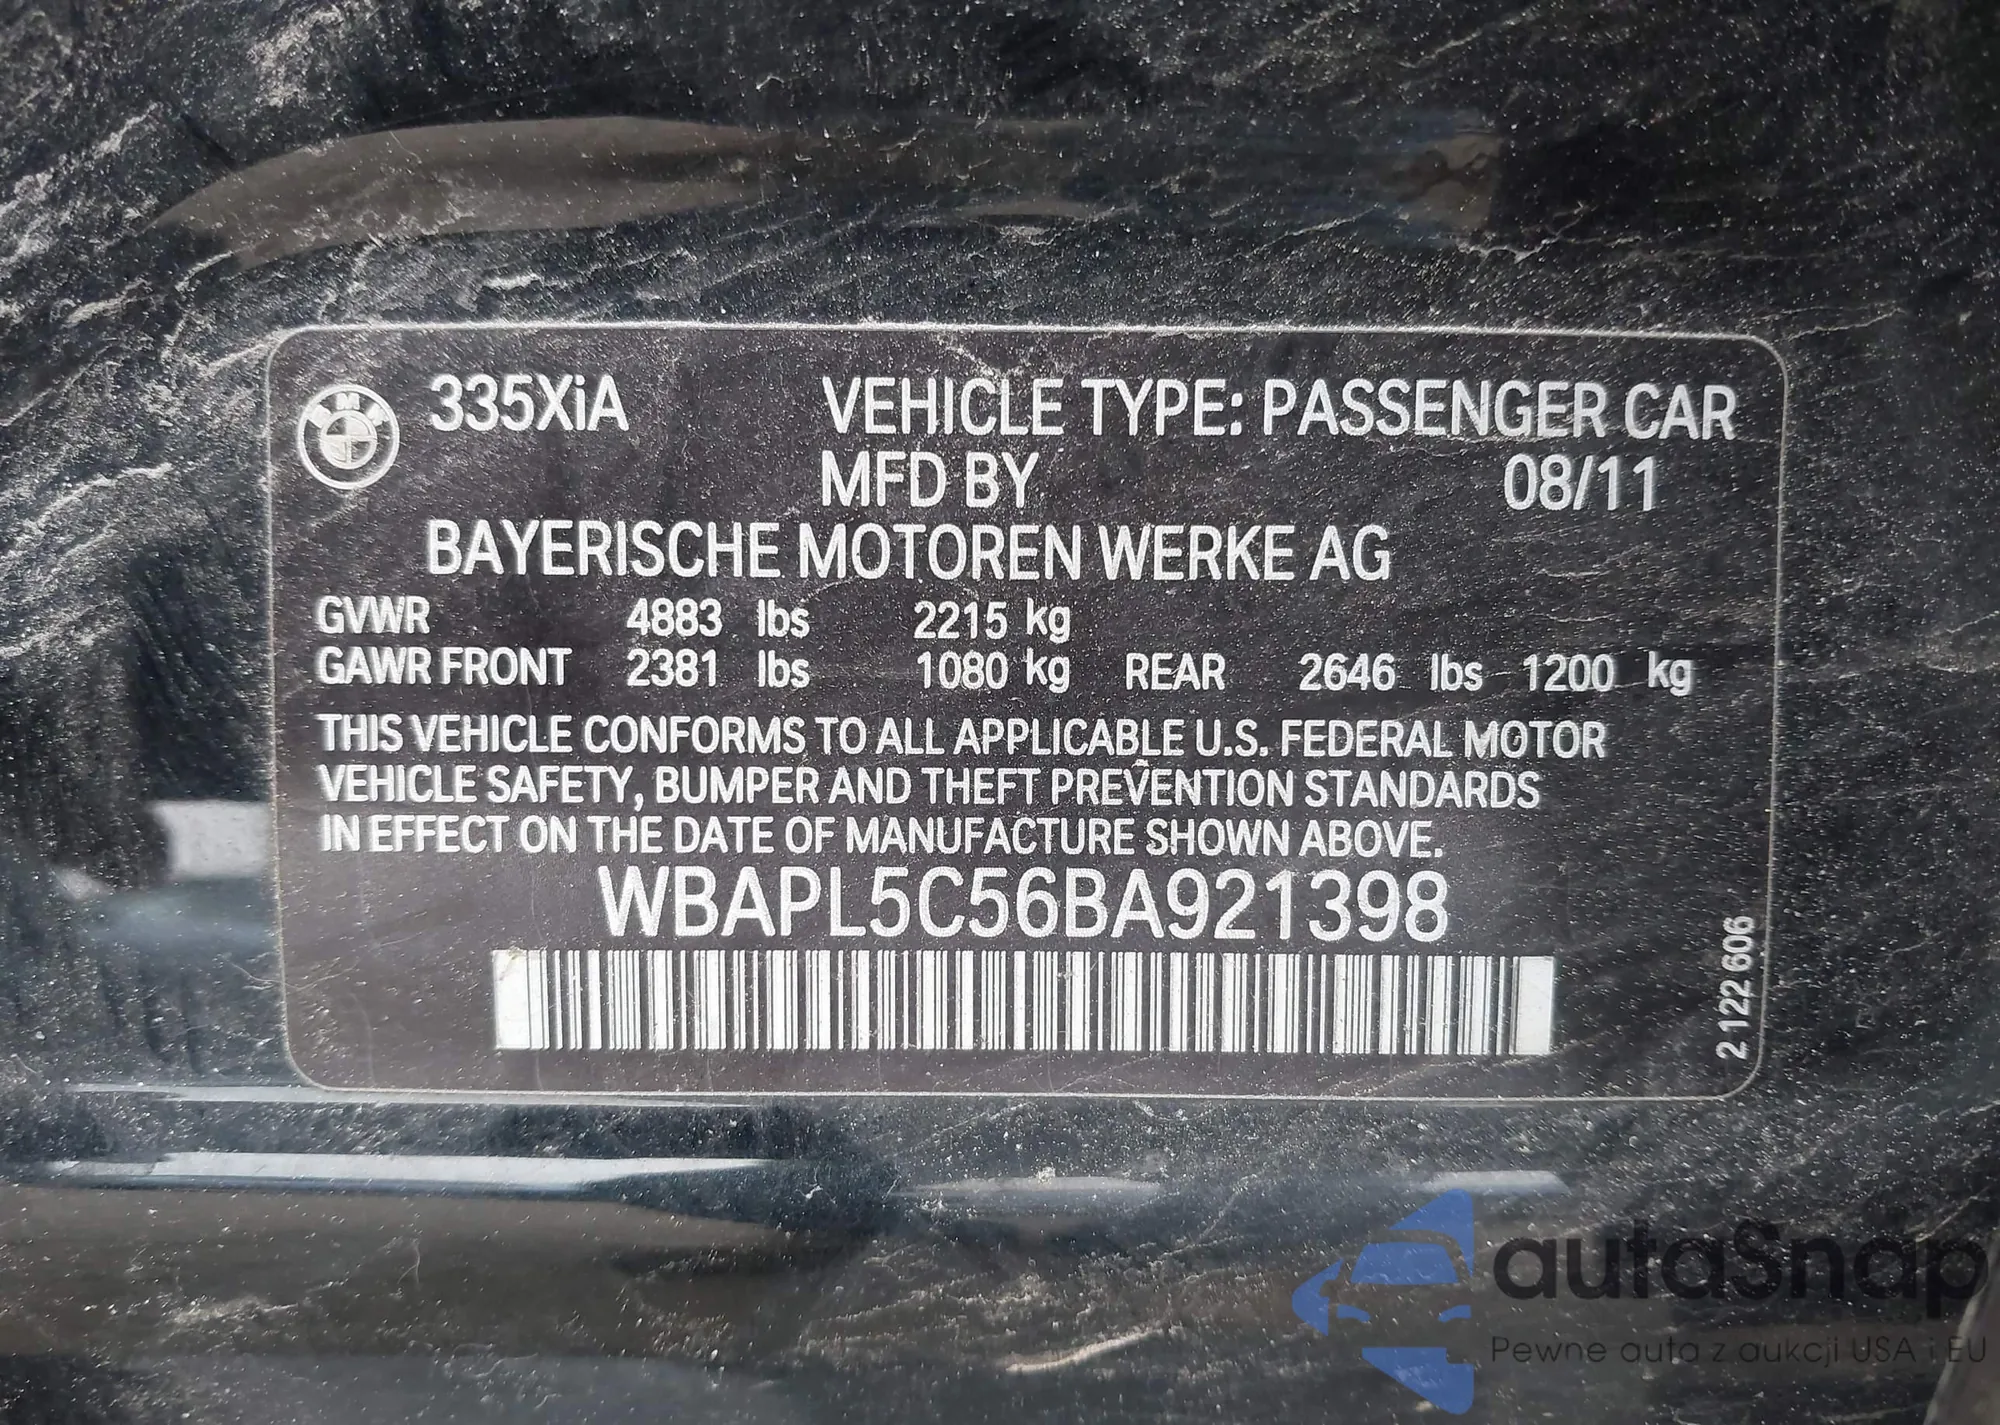 BMW 335XiA VEHICLE TYPE: PASSENGER CAR
MFD BY 08/11
BAYERISCHE MOTOREN WERKE AG
GVWR 4883 lbs 2215 kg
GAWR FRONT 2381 lbs 1080 kg REAR 2646 lbs 1200 kg
THIS VEHICLE CONFORMS TO ALL APPLICABLE U.S. FEDERAL MOTOR
VEHICLE SAFETY, BUMPER AND THEFT PREVENTION STANDARDS
IN EFFECT ON THE DATE OF MANUFACTURE SHOWN ABOVE.
WBAPL5C56BA921398
2 122 606
autaSnap
Pewne auta z aukcji USA i EU